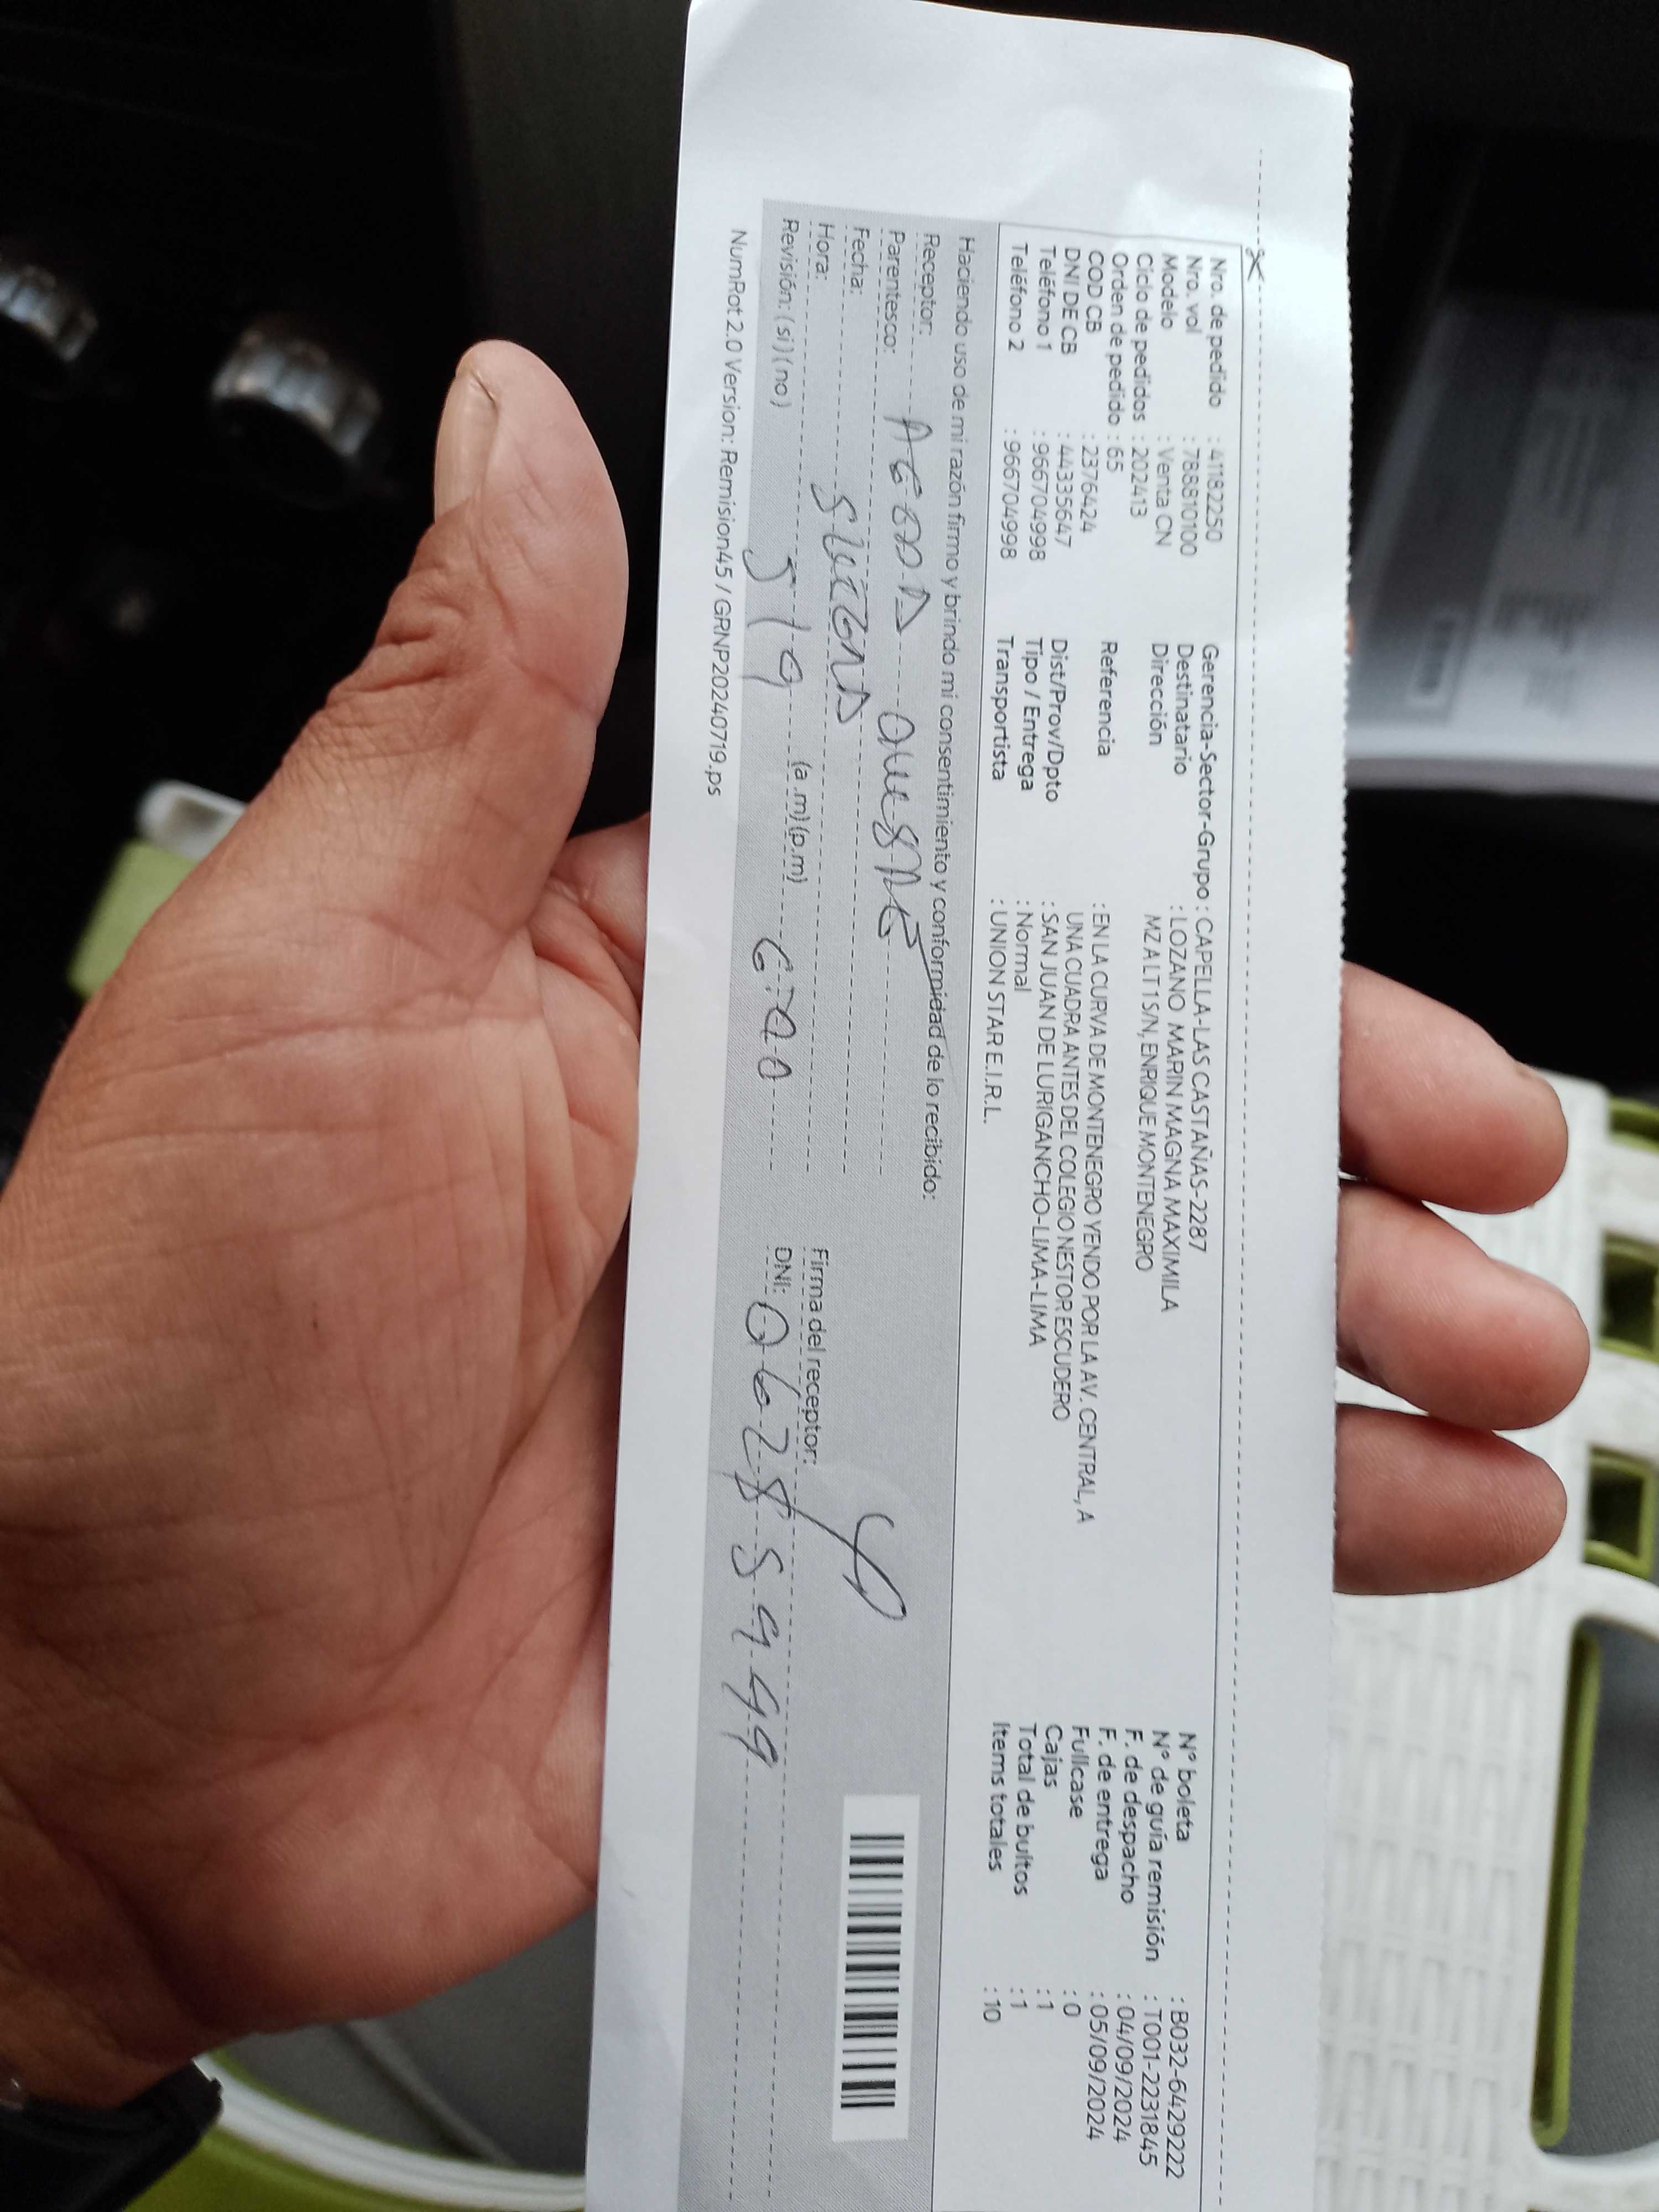 Nro. de pedido : 41182250
Nro. vol : 788810100
Modelo : Venta CN
Ciclo de pedidos : 202413
Orden de pedido : 65
COD CB : 2376424
DNI DE CB : 44335647
Teléfono 1 : 966704998
Teléfono 2 : 966704998
Gerencia-Sector-Grupo : CAPELLA-LAS CASTAÑAS-2287
Destinatario : LOZANO MARIN MAGNA MAXIMILA
Dirección MZ A LT 1 S/N, ENRIQUE MONTENEGRO
Referencia : EN LA CURVA DE MONTENEGRO YENDO POR LA AV. CENTRAL, A
UNA CUADRA ANTES DEL COLEGIO NESTOR ESCUDERO
Dist/Prov/Dpto : SAN JUAN DE LURIGANCHO-LIMA-LIMA
Tipo / Entrega : Normal
Transportista : UNION STAR E.I.R.L.
N° boleta : B032-6429222
N° de guía remisión : T001-2231845
F. de despacho : 04/09/2024
F. de entrega : 05/09/2024
Fullcase : 0
Cajas : 1
Total de bultos : 1
Items totales : 10
Haciendo uso de mi razón firmo y brindo mi consentimiento y conformidad de lo recibido:
Receptor:
Parentesco:
Fecha:
Hora: 5/9 (a.m) (p.m)
Revisión: (si) (no)
Firma del receptor:
DNI: 06285949
NumRot 2.0 Version: Remision45 / GRNP20240719.ps